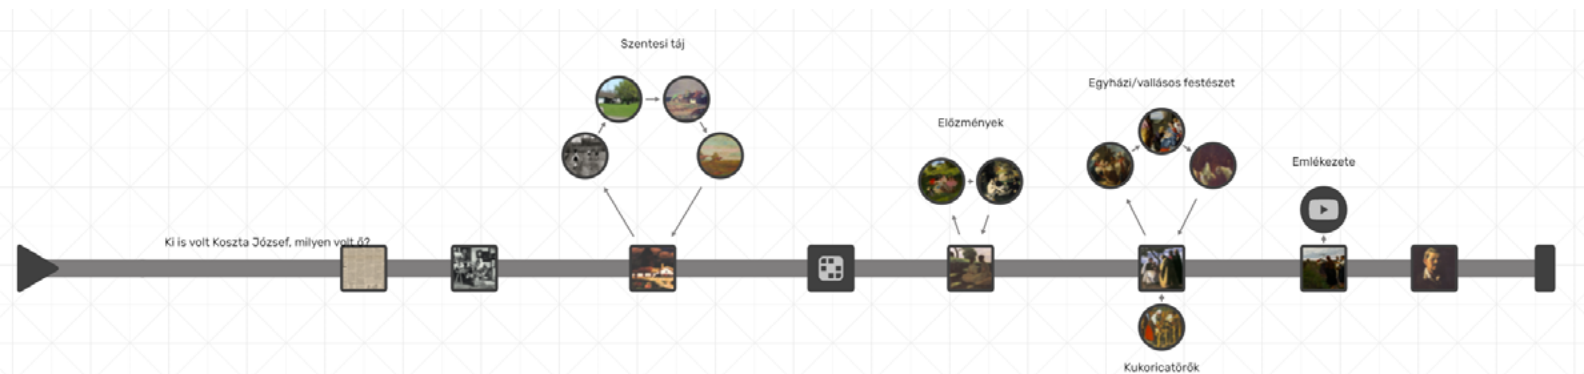 Szentesi táj
Egyházi/vallásos festészet
Előzmények
Emlékezete
Ki is volt Koszta József, milyen volt ő?
Kukoricatörők